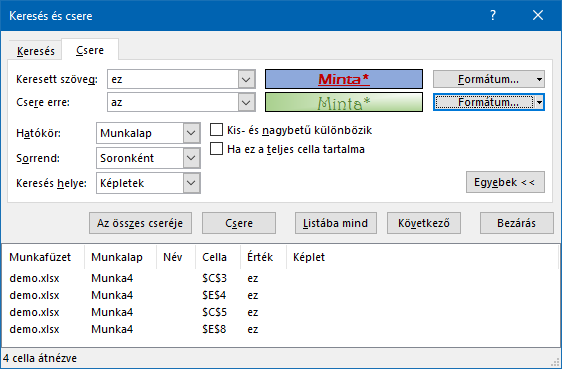 Keresés és csere
Keresés Csere
Keresett szöveg: ez Minta* Formátum...
Csere erre: az Minta* Formátum...
Hatókör: Munkalap Kis- és nagybetű különbözik
Sorrend: Soronként Ha ez a teljes cella tartalma
Keresés helye: Képletek Egyebek <<
Az összes cseréje Csere Listába mind Következő Bezárás
Munkafüzet Munkalap Név Cella Érték Képlet
demo.xlsx Munka4 $C$3 ez
demo.xlsx Munka4 $E$4 ez
demo.xlsx Munka4 $C$5 ez
demo.xlsx Munka4 $E$8 ez
4 cella átnézve